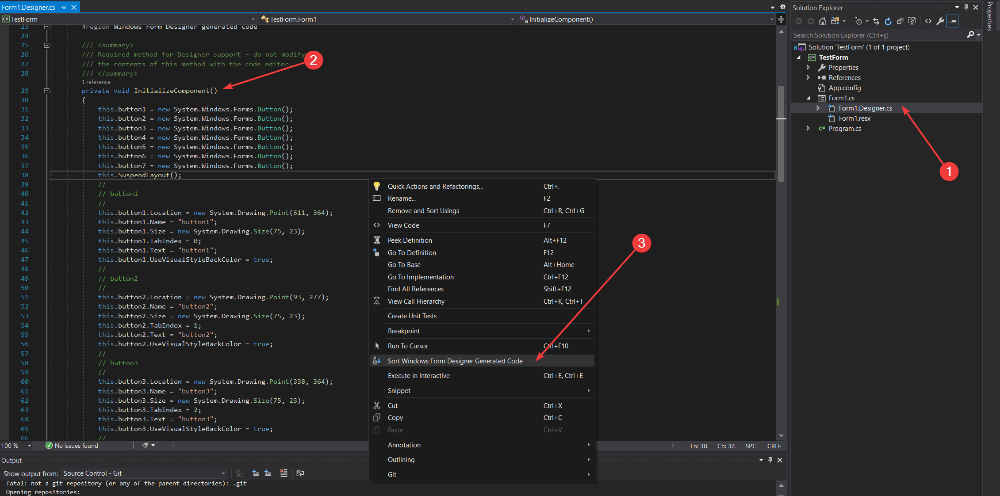 Form1.Designer.cs
TestForm
TestForm.Form1
InitializeComponent()
23 #region Windows Form Designer generated code
24
25 /// <summary>
26 /// Required method for Designer support - do not modify
27 /// the contents of this method with the code editor.
28 /// </summary>
1 reference
29 private void InitializeComponent()
30 {
31 this.button1 = new System.Windows.Forms.Button();
32 this.button2 = new System.Windows.Forms.Button();
33 this.button3 = new System.Windows.Forms.Button();
34 this.button4 = new System.Windows.Forms.Button();
35 this.button5 = new System.Windows.Forms.Button();
36 this.button6 = new System.Windows.Forms.Button();
37 this.button7 = new System.Windows.Forms.Button();
38 this.SuspendLayout();
39 //
40 // button1
41 //
42 this.button1.Location = new System.Drawing.Point(611, 364);
43 this.button1.Name = "button1";
44 this.button1.Size = new System.Drawing.Size(75, 23);
45 this.button1.TabIndex = 0;
46 this.button1.Text = "button1";
47 this.button1.UseVisualStyleBackColor = true;
48 //
49 // button2
50 //
51 this.button2.Location = new System.Drawing.Point(93, 277);
52 this.button2.Name = "button2";
53 this.button2.Size = new System.Drawing.Size(75, 23);
54 this.button2.TabIndex = 1;
55 this.button2.Text = "button2";
56 this.button2.UseVisualStyleBackColor = true;
57 //
58 // button3
59 //
60 this.button3.Location = new System.Drawing.Point(338, 364);
61 this.button3.Name = "button3";
62 this.button3.Size = new System.Drawing.Size(75, 23);
63 this.button3.TabIndex = 2;
64 this.button3.Text = "button3";
65 this.button3.UseVisualStyleBackColor = true;
66 //
2
Quick Actions and Refactorings... Ctrl+.
Rename... F2
Remove and Sort Usings Ctrl+R, Ctrl+G
View Code F7
Peek Definition Alt+F12
Go To Definition F12
Go To Base Alt+Home
Go To Implementation Ctrl+F12
Find All References Shift+F12
View Call Hierarchy Ctrl+K, Ctrl+T
Create Unit Tests
Breakpoint
Run To Cursor Ctrl+F10
Sort Windows Form Designer Generated Code
Execute in Interactive Ctrl+E, Ctrl+E
Snippet
Cut Ctrl+X
Copy Ctrl+C
Paste Ctrl+V
Annotation
Outlining
Git
3
100 % No issues found Ln: 38 Ch: 34 SPC CRLF
Output
Show output from: Source Control - Git
fatal: not a git repository (or any of the parent directories): .git
Opening repositories:
Solution Explorer
Search Solution Explorer (Ctrl+ş)
Solution 'TestForm' (1 of 1 project)
C# TestForm
Properties
References
App.config
Form1.cs
Form1.Designer.cs
Form1.resx
C# Program.cs
1
Properties